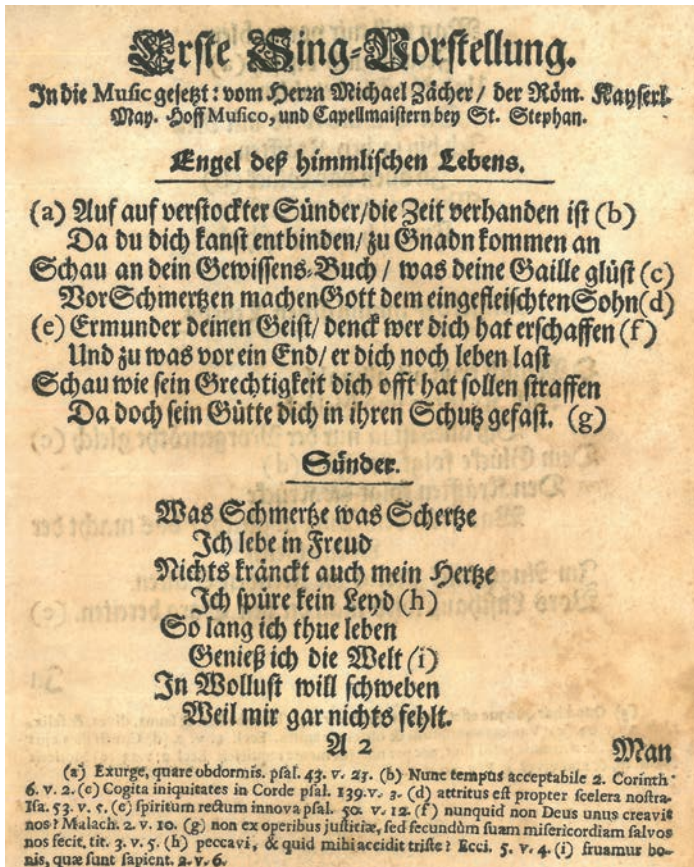 Erste Sing-Vorstellung.
In die Music gesetzt: vom Herrn Michael Zächer / der Röm. Kayserl.
May. Hoff Musico, und Capellmaistern bey St. Stephan.
Engel deß himmlischen Lebens.
(a) Auf auf verstockter Sünder/die Zeit verhanden ist (b)
Da du dich kanst entbinden/ zu Gnadn kommen an
Schau an dein Gewissens-Buch / was deine Gaille glüst (c)
Vor Schmertzen machen Gott dem eingefleischten Sohn(d)
(e) Ermunder deinen Geist/ denck wer dich hat erschaffen (f)
Und zu was vor ein End/ er dich noch leben last
Schau wie sein Grechtigkeit dich offt hat sollen straffen
Da doch sein Gütte dich in ihren Schutz gefast. (g)
Sünder.
Was Schmertze was Schertze
Ich lebe in Freud
Nichts kränckt auch mein Hertze
Ich spüre kein Leyd (h)
So lang ich thue leben
Genieß ich die Welt (i)
In Wollust will schweben
Weil mir gar nichts fehlt.
A 2 Man
(a) Exurge, quare obdormis. psal. 43. v. 23. (b) Nunc tempus acceptabile 2. Corinth
6. v. 2. (c) Cogita iniquitates in Corde psal. 139. v. 3. (d) attritus est propter scelera nostra.
Isa. 53. v. 5. (e) spiritum rectum innova psal. 50. v. 12. (f) nunquid non Deus unus creavit
nos? Malach. 2. v. 10. (g) non ex operibus justitiæ, sed secundùm suam misericordiam salvos
nos fecit, tit. 3. v. 5. (h) peccavi, & quid mihi accidit triste? Eccl. 5. v. 4. (i) fruamur bo-
nis, quæ sunt sapient. 2. v. 6.